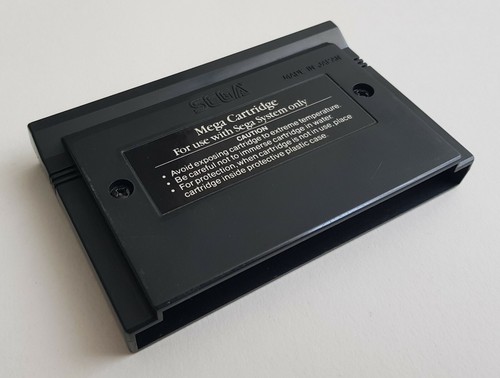 SEGA
MADE IN JAPAN
Mega Cartridge
For use with Sega System only
CAUTION
• Avoid exposing cartridge to extreme temperature.
• Be careful not to immerse cartridge in water.
• For protection, when cartridge is not in use, place
cartridge inside protective plastic case.